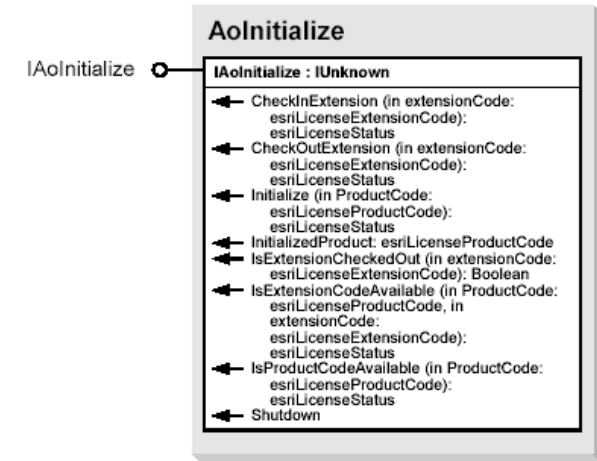 AoInitialize
IAoInitialize
IAoInitialize : IUnknown
CheckInExtension (in extensionCode:
esriLicenseExtensionCode):
esriLicenseStatus
CheckOutExtension (in extensionCode:
esriLicenseExtensionCode):
esriLicenseStatus
Initialize (in ProductCode:
esriLicenseProductCode):
esriLicenseStatus
InitializedProduct: esriLicenseProductCode
IsExtensionCheckedOut (in extensionCode:
esriLicenseExtensionCode): Boolean
IsExtensionCodeAvailable (in ProductCode:
esriLicenseProductCode, in
extensionCode:
esriLicenseExtensionCode):
esriLicenseStatus
IsProductCodeAvailable (in ProductCode:
esriLicenseProductCode):
esriLicenseStatus
Shutdown